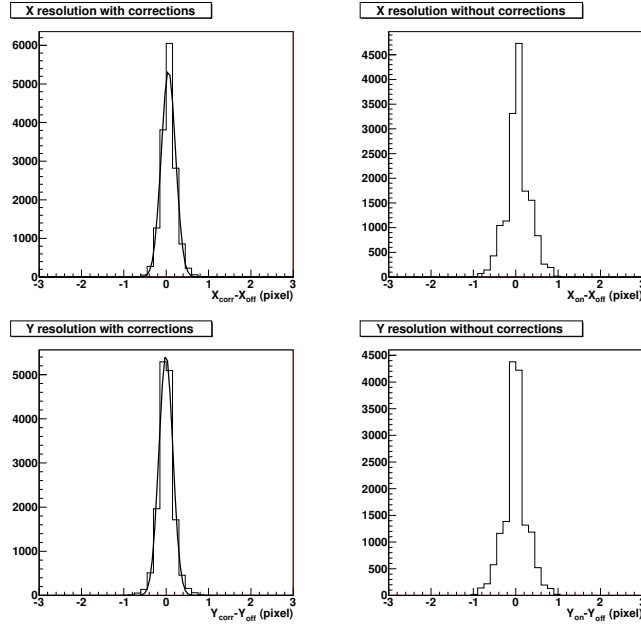 X resolution with corrections
6000
5000
4000
3000
2000
1000
0
-3 -2 -1 0 1 2 3
Xcorr-Xoff (pixel)
X resolution without corrections
4500
4000
3500
3000
2500
2000
1500
1000
500
0
-3 -2 -1 0 1 2 3
Xon-Xoff (pixel)
Y resolution with corrections
5000
4000
3000
2000
1000
0
-3 -2 -1 0 1 2 3
Ycorr-Yoff (pixel)
Y resolution without corrections
4500
4000
3500
3000
2500
2000
1500
1000
500
0
-3 -2 -1 0 1 2 3
Yon-Yoff (pixel)